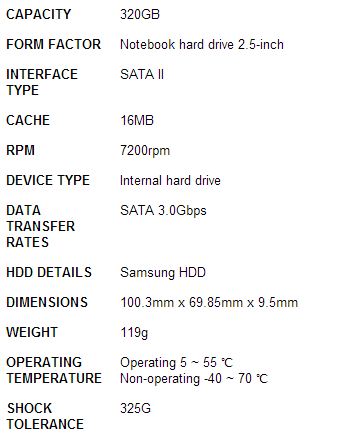 CAPACITY 320GB
FORM FACTOR Notebook hard drive 2.5-inch
INTERFACE SATA II
TYPE
CACHE 16MB
RPM 7200rpm
DEVICE TYPE Internal hard drive
DATA SATA 3.0Gbps
TRANSFER
RATES
HDD DETAILS Samsung HDD
DIMENSIONS 100.3mm x 69.85mm x 9.5mm
WEIGHT 119g
OPERATING Operating 5 ~ 55 ℃
TEMPERATURE Non-operating -40 ~ 70 ℃
SHOCK 325G
TOLERANCE